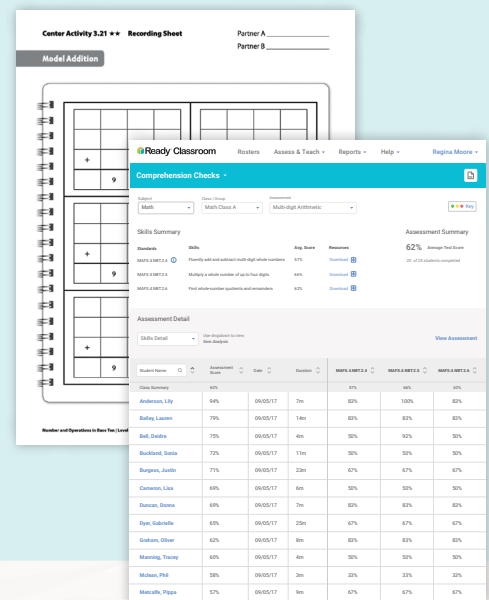 Center Activity 3.21 ★★ Recording Sheet
Partner A
Partner B
Model Addition
+
9
+
9
+
9
Number and Operations in Base Ten | Level
Ready Classroom
Rosters
Assess & Teach
Reports
Help
Regina Moore
Comprehension Checks
Subject
Class / Group
Assessment
Math
Math Class A
Multi-digit Arithmetic
Key
Skills Summary
Assessment Summary
Standards Skills Avg. Score Resources
62% Average Test Score
MAFS.4.NBT.2.4 Fluently add and subtract multi-digit whole numbers 57% Download
20 of 20 students completed
MAFS.4.NBT.2.5 Multiply a whole number of up to four digits 66% Download
MAFS.4.NBT.2.6 Find whole-number quotients and remainders 62% Download
Assessment Detail
Skills Detail
Use dropdown to view
Item Analysis
View Assessment
Student Name Assessment Score Date Duration MAFS.4.NBT.2.4 MAFS.4.NBT.2.5 MAFS.4.NBT.2.6
Class Summary 62% 57% 66% 62%
Anderson, Lily 94% 09/05/17 7m 83% 100% 83%
Bailey, Lauren 79% 09/05/17 14m 83% 83% 83%
Bell, Deidra 75% 09/05/17 4m 50% 92% 50%
Buckland, Sonia 72% 09/05/17 11m 50% 50% 50%
Burgess, Justin 71% 09/05/17 23m 67% 67% 67%
Cameron, Lisa 69% 09/05/17 6m 50% 50% 50%
Duncan, Donna 69% 09/05/17 7m 83% 83% 83%
Dyer, Gabrielle 65% 09/05/17 25m 67% 67% 67%
Graham, Oliver 62% 09/05/17 8m 83% 83% 83%
Manning, Tracey 60% 09/05/17 4m 50% 50% 50%
Mclean, Phil 58% 09/05/17 3m 33% 33% 33%
Metcalfe, Pippa 57% 09/05/17 9m 67% 67% 67%